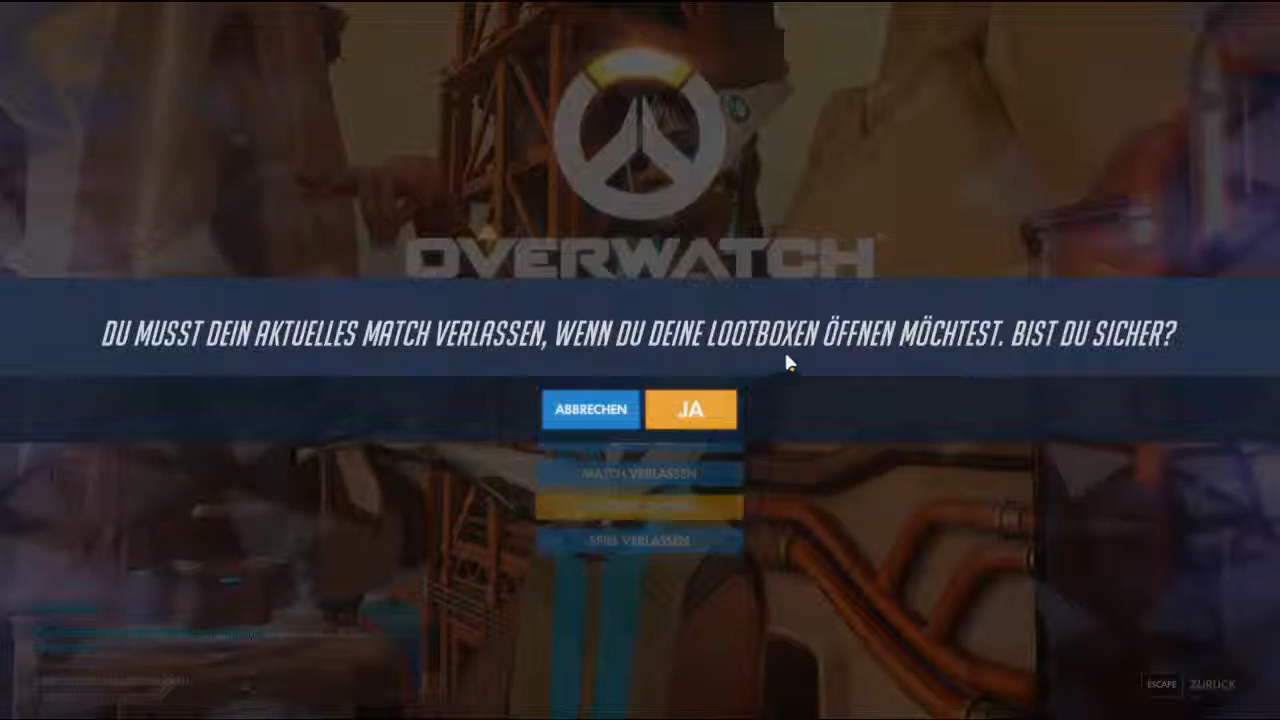 OVERWATCH
DU MUSST DEIN AKTUELLES MATCH VERLASSEN, WENN DU DEINE LOOTBOXEN ÖFFNEN MÖCHTEST. BIST DU SICHER?
ABBRECHEN JA
MATCH VERLASSEN
SPIEL VERLASSEN
ESCAPE ZURÜCK